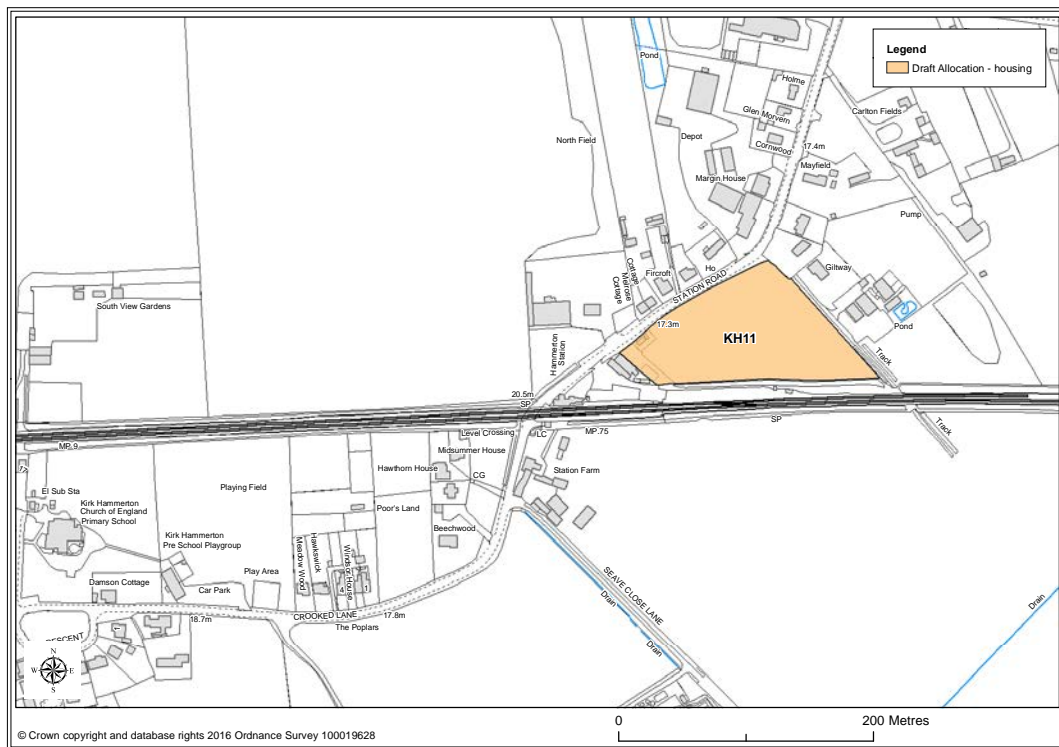 Legend
Draft Allocation - housing
Pond
Holme
Glen Morvern
Carlton Fields
North Field
Depot
Cornwood
17.4m
Mayfield
Margin House
Pump
Cottage
Melrose
Cottage
Fircroft
Ho
Giltway
STATION ROAD
South View Gardens
17.3m
KH11
Pond
Hammerton
Station
Track
20.5m
SP
MP.9
Level Crossing
LC
MP.75
SP
Track
Midsummer House
Hawthorn House
CG
Station Farm
17
El Sub Sta
Playing Field
Kirk Hammerton
Church of England
Primary School
Poor's Land
Beechwood
Kirk Hammerton
Pre School Playgroup
Meadow Wood
Hawkswick
Windsor House
4
1
Damson Cottage
Car Park
Play Area
SEAVE CLOSE LANE
Drain
Drain
Drain
CROOKED LANE
17.8m
18.7m
The Poplars
1
ESCENT
N
W
E
S
0
200 Metres
© Crown copyright and database rights 2016 Ordnance Survey 100019628